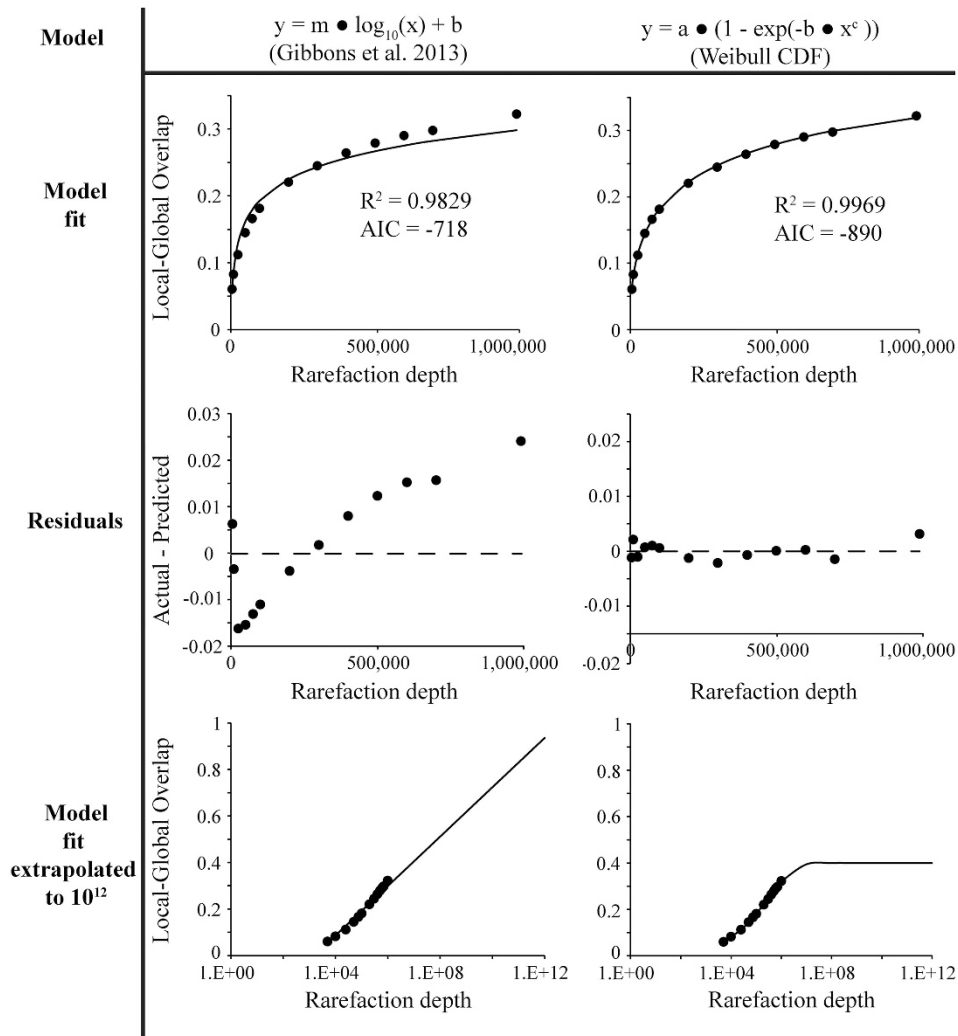 Model
y = m ● log₁₀(x) + b
(Gibbons et al. 2013)
y = a ● (1 - exp(-b ● xᶜ ))
(Weibull CDF)
Model
fit
Local-Global Overlap
0.3
0.2
0.1
0
R² = 0.9829
AIC = -718
0
500,000
1,000,000
Rarefaction depth
0.3
0.2
0.1
0
R² = 0.9969
AIC = -890
0
500,000
1,000,000
Rarefaction depth
Residuals
Actual - Predicted
0.03
0.02
0.01
0
-0.01
-0.02
0
500,000
1,000,000
Rarefaction depth
0.02
0.01
0
-0.01
-0.02
0
500,000
1,000,000
Rarefaction depth
Model
fit
extrapolated
to 10¹²
Local-Global Overlap
1
0.8
0.6
0.4
0.2
0
1.E+00
1.E+04
1.E+08
1.E+12
Rarefaction depth
1
0.8
0.6
0.4
0.2
0
1.E+00
1.E+04
1.E+08
1.E+12
Rarefaction depth